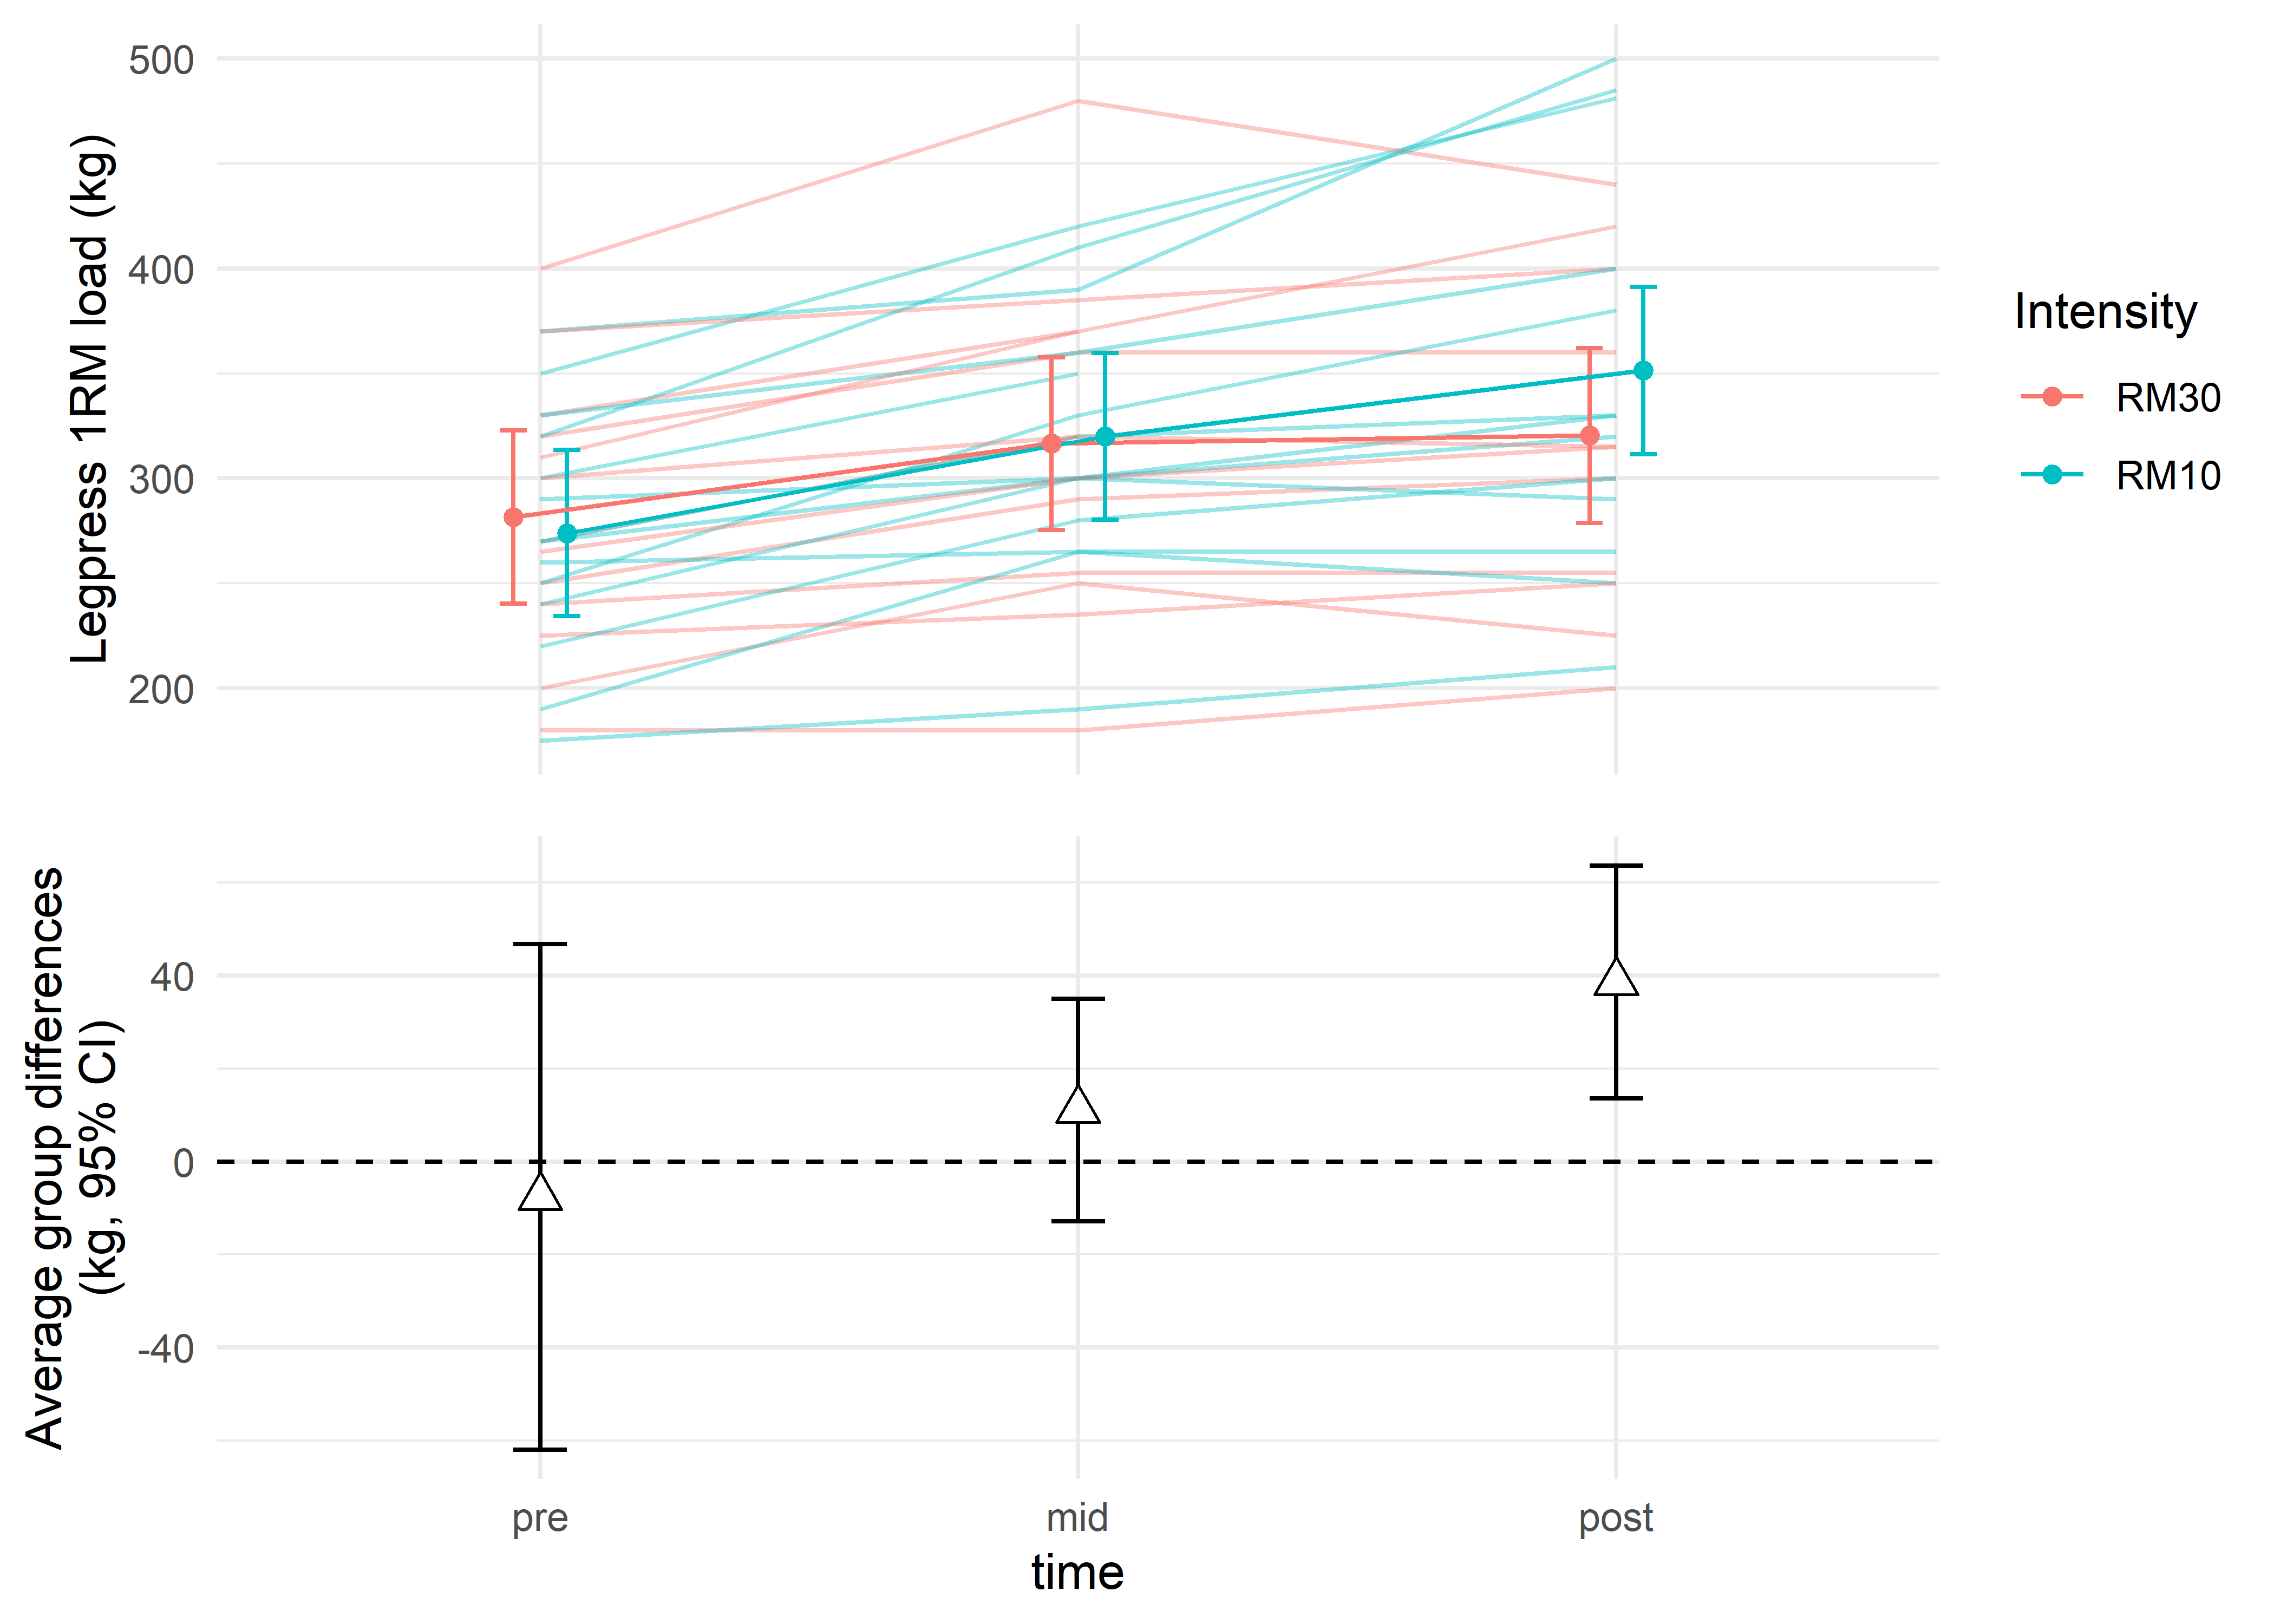 Legpress 1RM load (kg)
500
400
300
200
Intensity
RM30
RM10
Average group differences
(kg, 95% CI)
40
0
-40
pre
mid
post
time